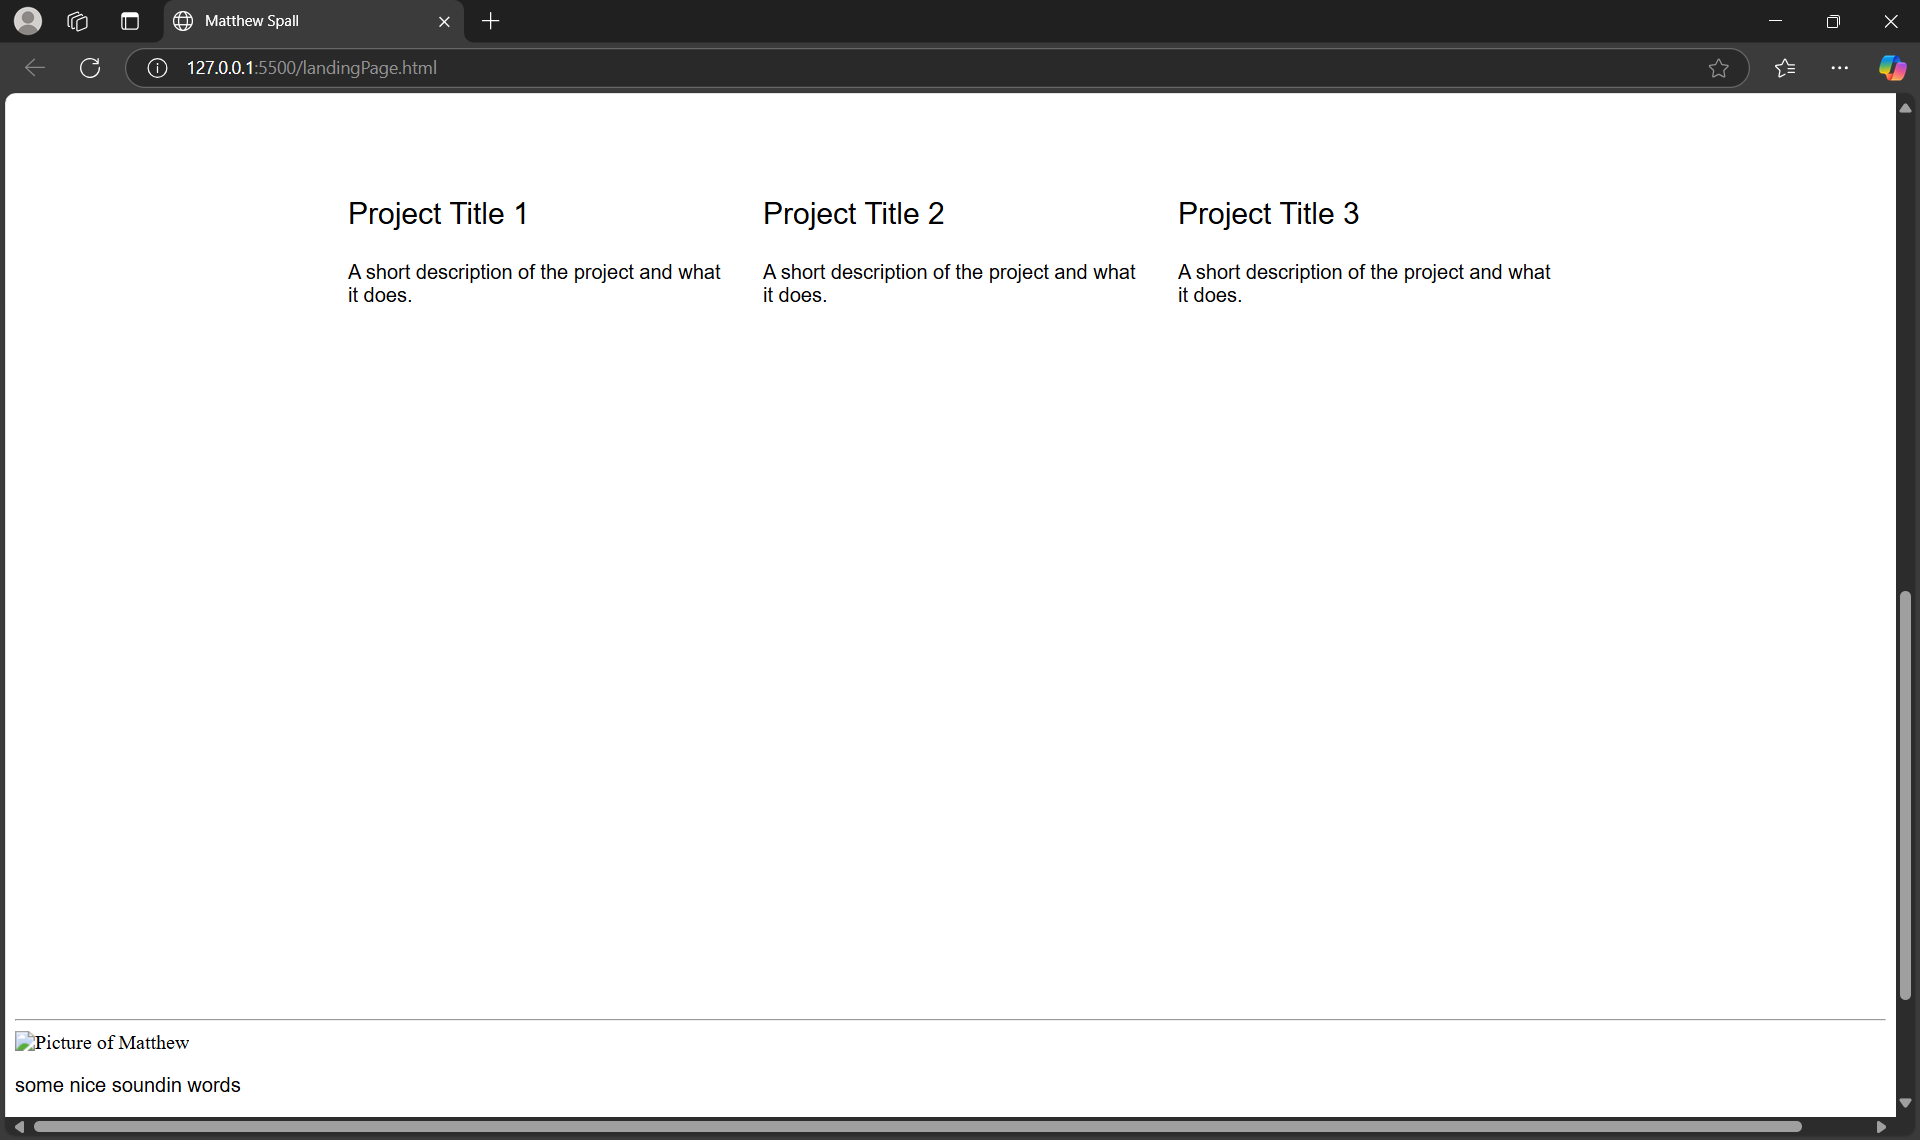 Matthew Spall
127.0.0.1:5500/landingPage.html
Project Title 1 Project Title 2 Project Title 3
A short description of the project and what A short description of the project and what A short description of the project and what
it does. it does. it does.
Picture of Matthew
some nice soundin words